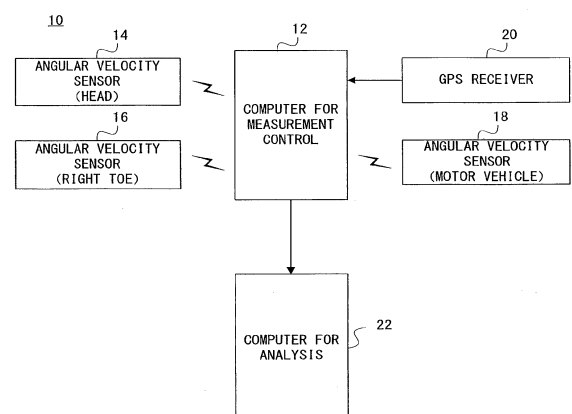 10
14
ANGULAR VELOCITY
SENSOR
(HEAD)
16
ANGULAR VELOCITY
SENSOR
(RIGHT TOE)
12
COMPUTER FOR
MEASUREMENT
CONTROL
20
GPS RECEIVER
18
ANGULAR VELOCITY
SENSOR
(MOTOR VEHICLE)
COMPUTER FOR
ANALYSIS
22